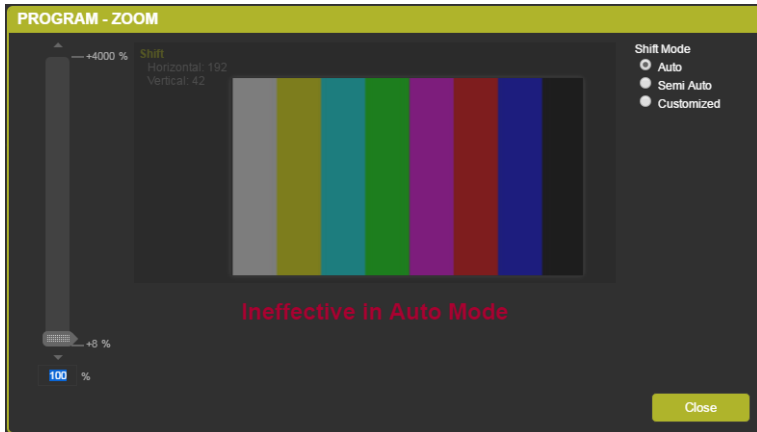 PROGRAM - ZOOM
+4000 %
Shift
Horizontal: 192
Vertical: 42
Shift Mode
Auto
Semi Auto
Customized
Ineffective in Auto Mode
+8 %
100 %
Close